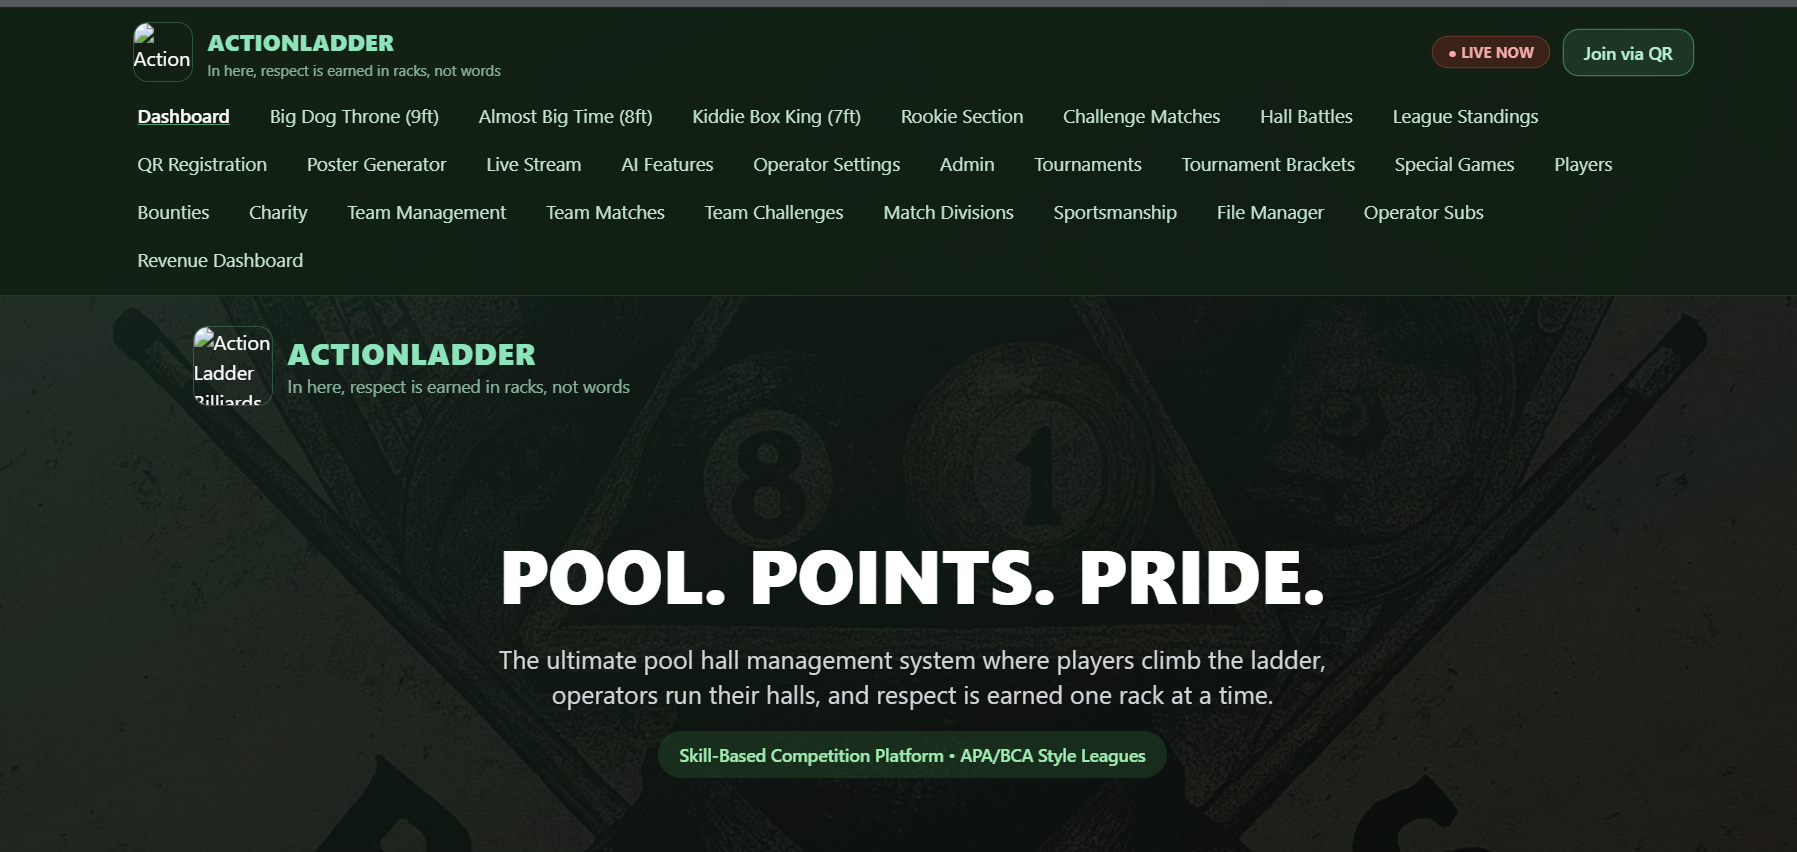 Action
ACTIONLADDER
In here, respect is earned in racks, not words
● LIVE NOW
Join via QR
Dashboard Big Dog Throne (9ft) Almost Big Time (8ft) Kiddie Box King (7ft) Rookie Section Challenge Matches Hall Battles League Standings
QR Registration Poster Generator Live Stream AI Features Operator Settings Admin Tournaments Tournament Brackets Special Games Players
Bounties Charity Team Management Team Matches Team Challenges Match Divisions Sportsmanship File Manager Operator Subs
Revenue Dashboard
Action
Ladder
Billiards
ACTIONLADDER
In here, respect is earned in racks, not words
8 1
POOL. POINTS. PRIDE.
The ultimate pool hall management system where players climb the ladder,
operators run their halls, and respect is earned one rack at a time.
Skill-Based Competition Platform • APA/BCA Style Leagues